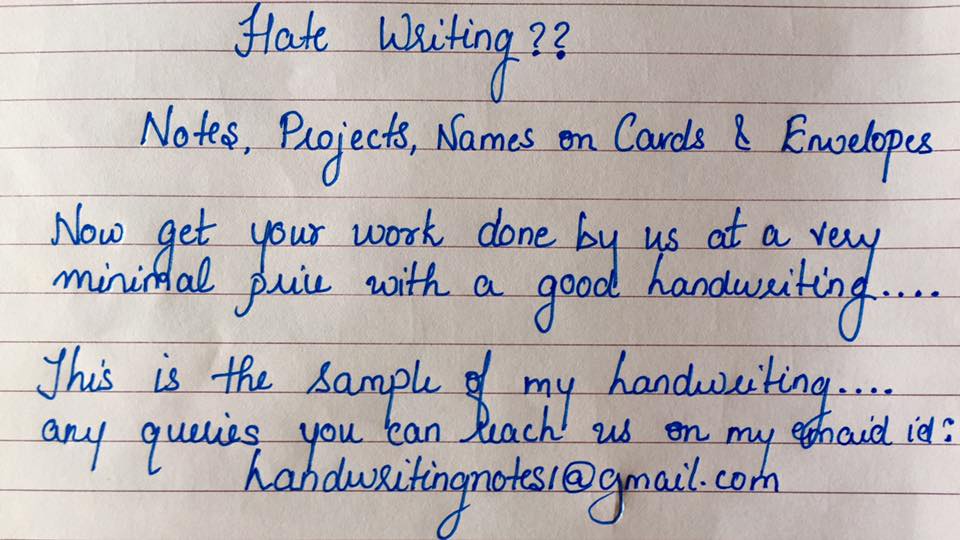 Hate Writing??
Notes, Projects, Names on Cards & Envelopes
Now get your work done by us at a very
minimal price with a good handwriting....
This is the sample of my handwriting....
any queries you can reach us on my emaid id:
handwritingnotes1@gmail.com